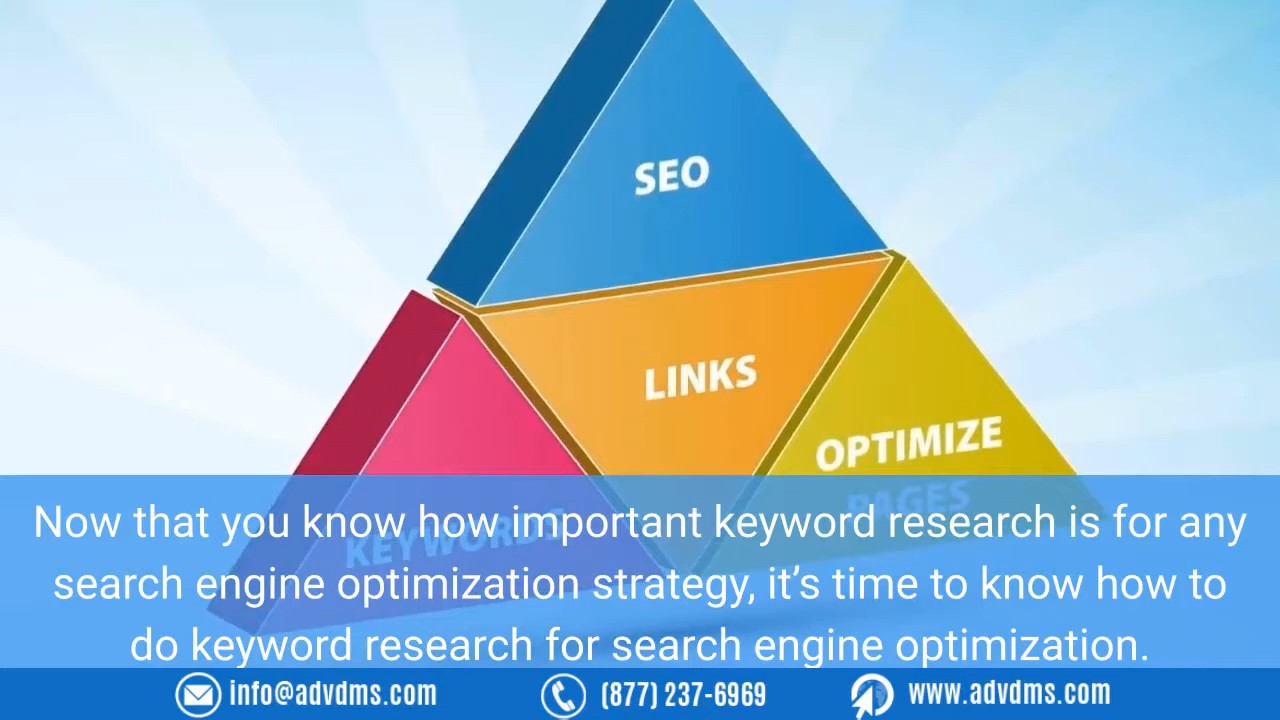 SEO
LINKS
OPTIMIZE
PAGES
KEYWORDS
Now that you know how important keyword research is for any
search engine optimization strategy, it’s time to know how to
do keyword research for search engine optimization.
info@advdms.com (877) 237-6969 www.advdms.com